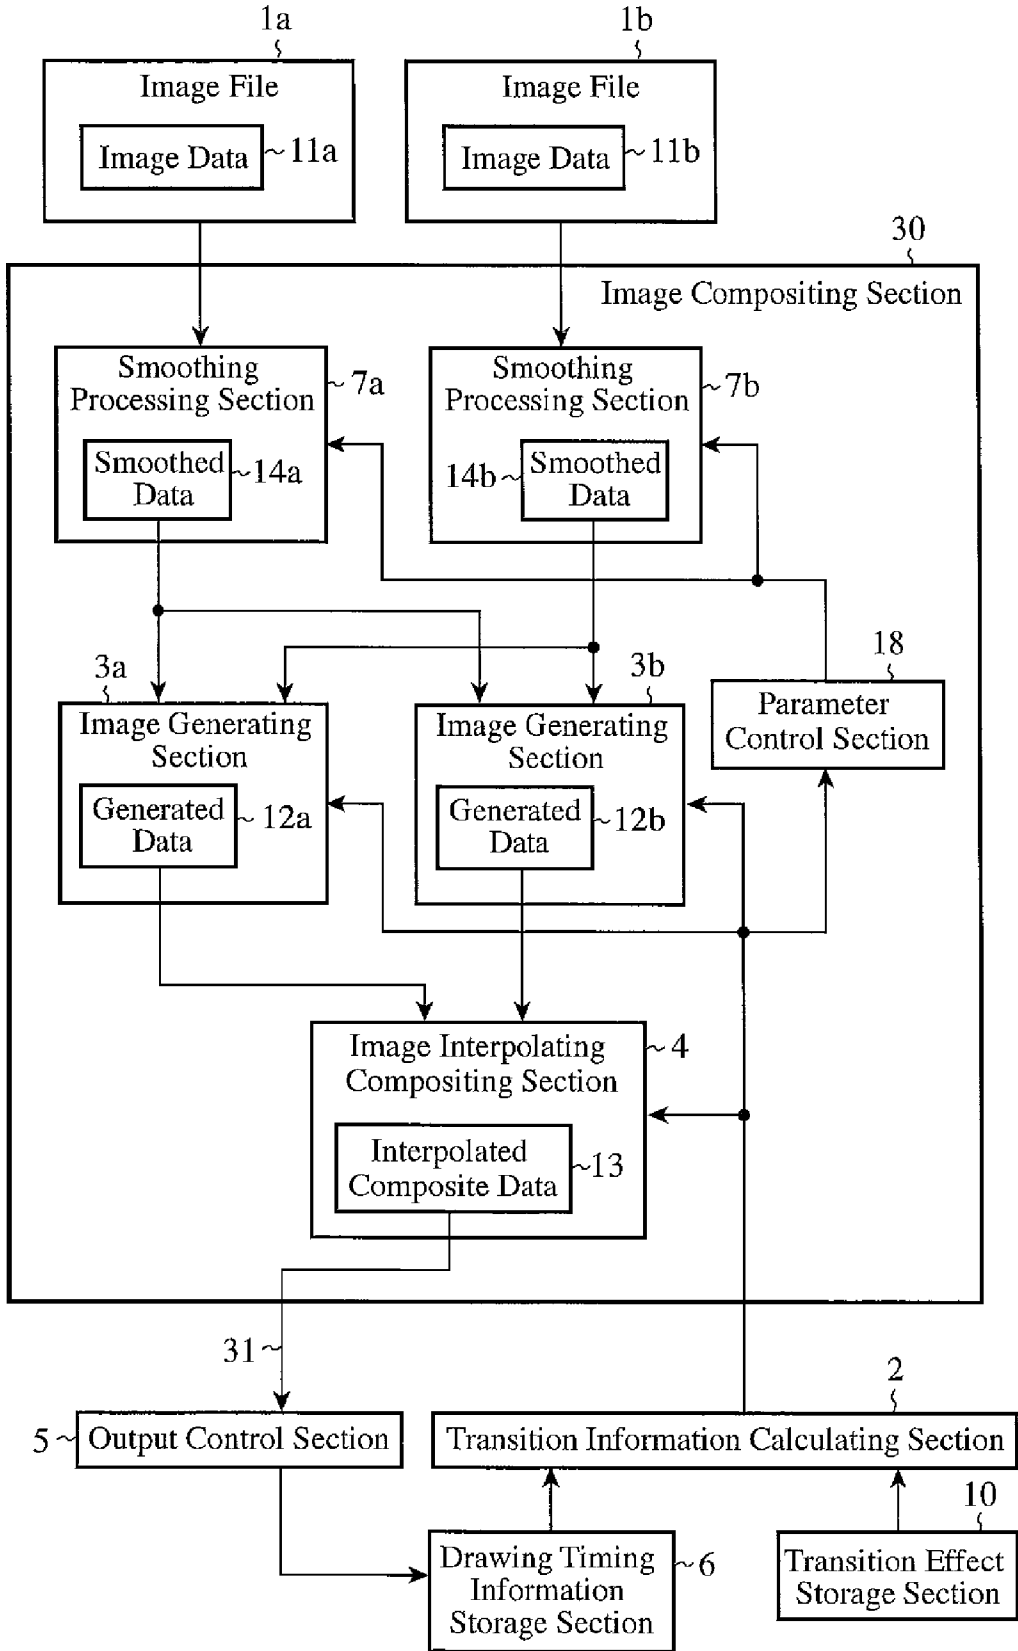 1a
1b
Image File
Image File
Image Data
11a
Image Data
11b
30
Image Compositing Section
Smoothing
Processing Section
7a
Smoothing
Processing Section
7b
Smoothed
Data
14a
14b
Smoothed
Data
3a
3b
18
Image Generating
Section
Image Generating
Section
Parameter
Control Section
Generated
Data
12a
Generated
Data
12b
Image Interpolating
Compositing Section
4
Interpolated
Composite Data
13
31
2
5
Output Control Section
Transition Information Calculating Section
10
Drawing Timing
Information
Storage Section
6
Transition Effect
Storage Section